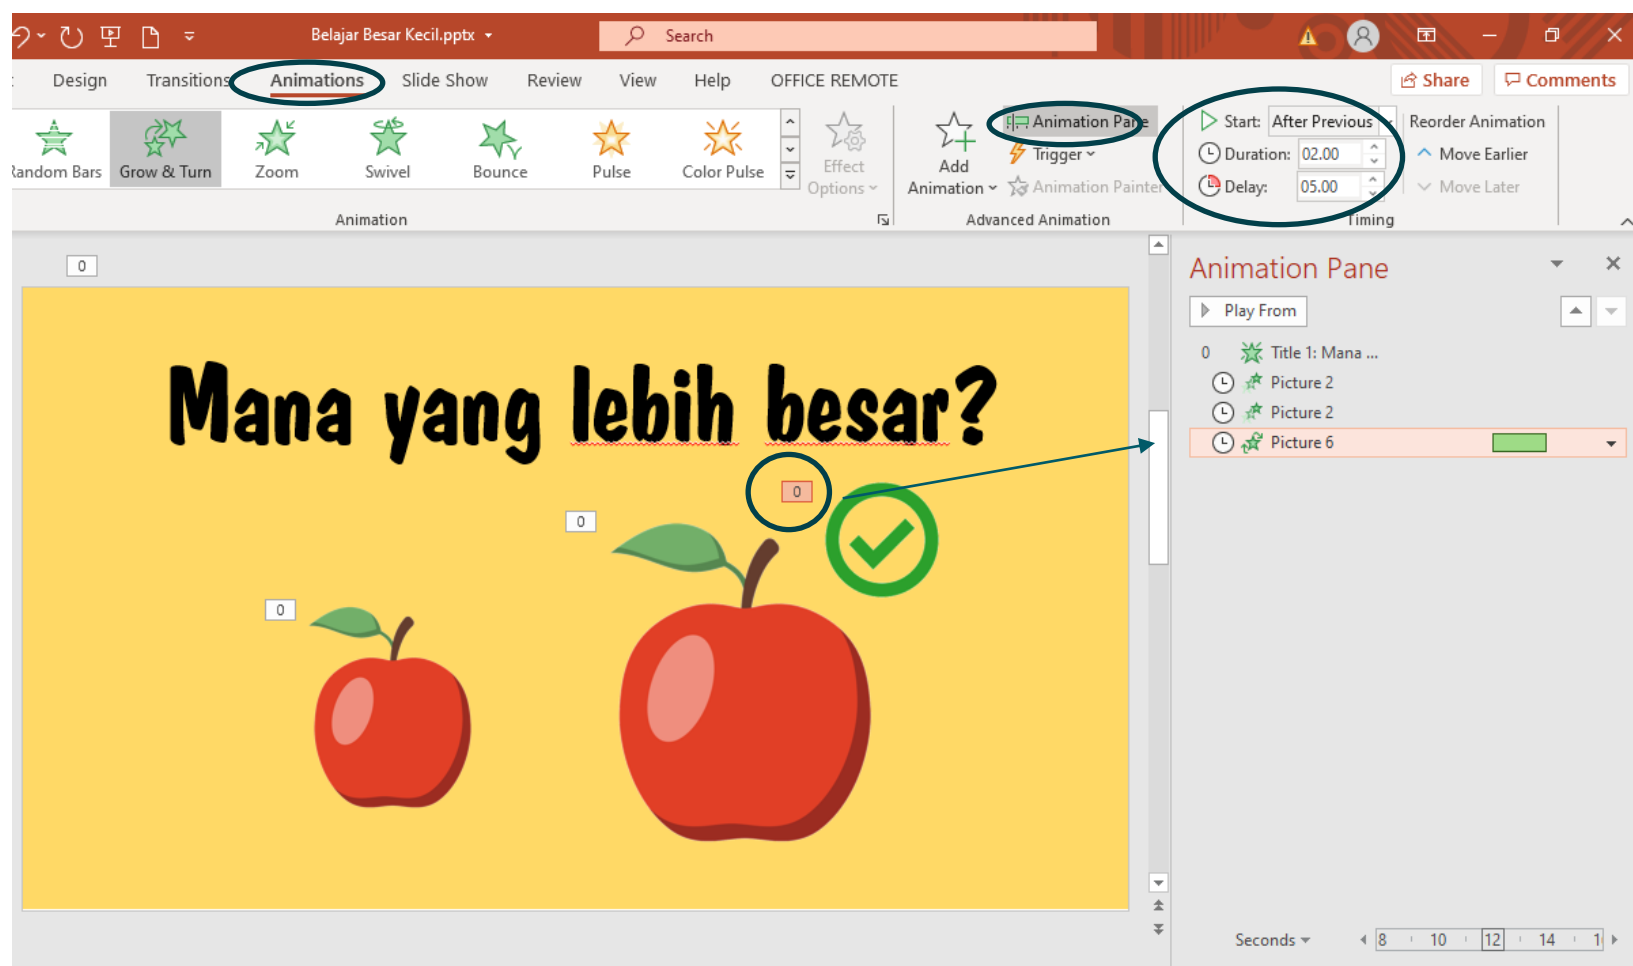 Belajar Besar Kecil.pptx
Search
Design Transitions Animations Slide Show Review View Help OFFICE REMOTE
Share Comments
Random Bars Grow & Turn Zoom Swivel Bounce Pulse Color Pulse
Effect Options
Add Animation
Animation Pane
Trigger
Animation Painter
Start: After Previous
Duration: 02.00
Delay: 05.00
Reorder Animation
Move Earlier
Move Later
Animation Advanced Animation Timing
0
Mana yang lebih besar?
0
0
0
Animation Pane
Play From
0 Title 1: Mana ...
Picture 2
Picture 2
Picture 6
Seconds 8 10 12 14